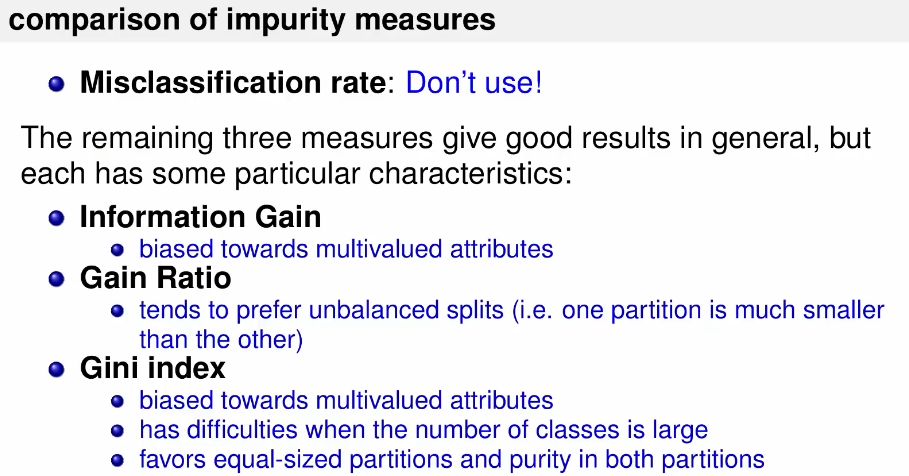 comparison of impurity measures
Misclassification rate: Don't use!
The remaining three measures give good results in general, but
each has some particular characteristics:
Information Gain
biased towards multivalued attributes
Gain Ratio
tends to prefer unbalanced splits (i.e. one partition is much smaller
than the other)
Gini index
biased towards multivalued attributes
has difficulties when the number of classes is large
favors equal-sized partitions and purity in both partitions